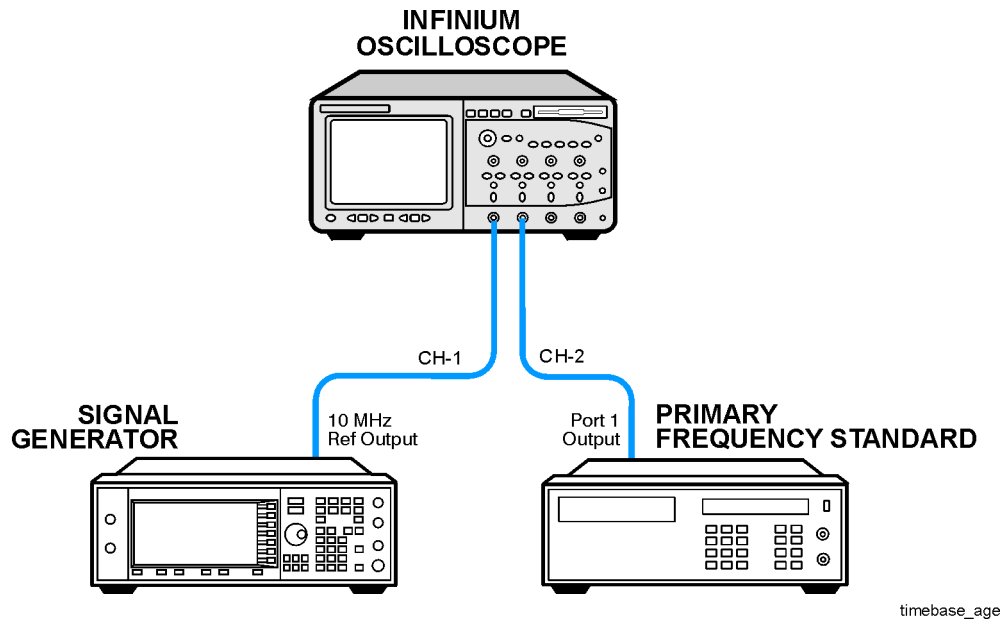 INFINIUM
OSCILLOSCOPE
CH-1
CH-2
SIGNAL
GENERATOR
10 MHz
Ref Output
Port 1
Output
PRIMARY
FREQUENCY STANDARD
timebase_age